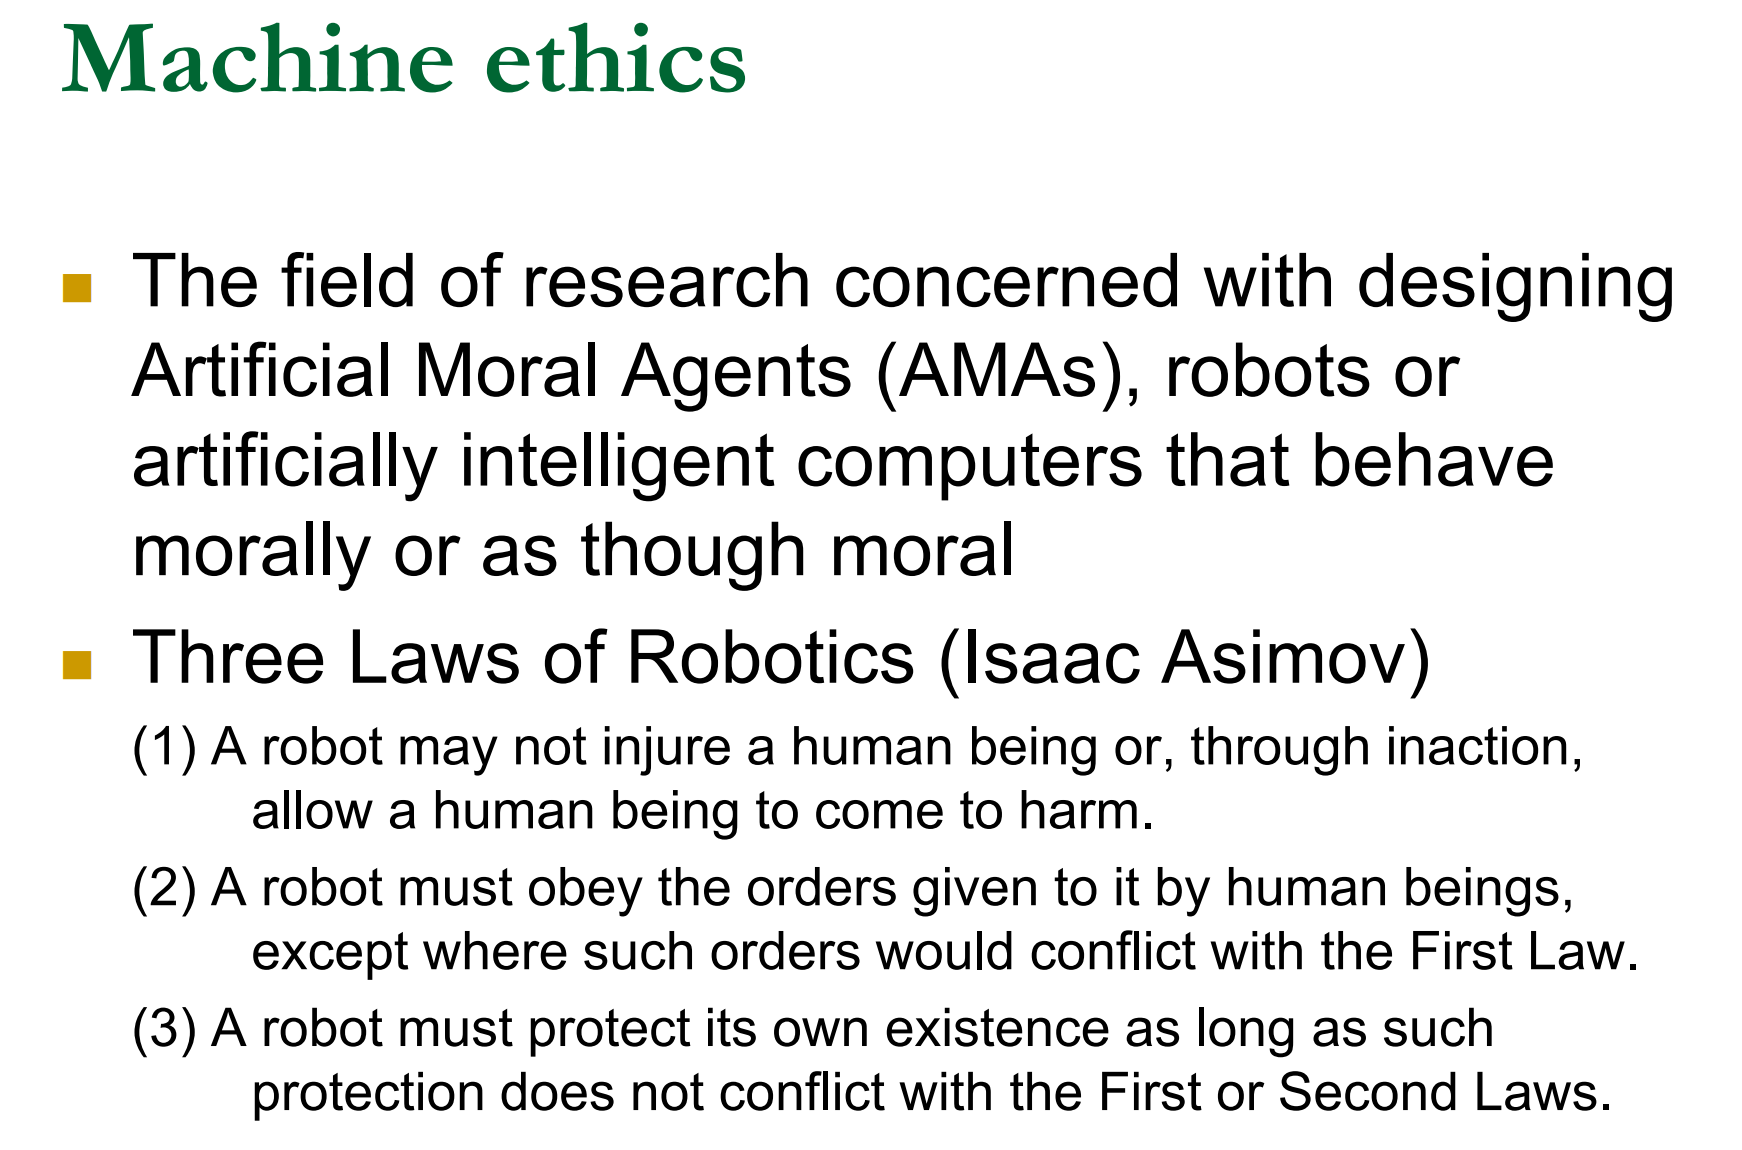 Machine ethics
The field of research concerned with designing
Artificial Moral Agents (AMAs), robots or
artificially intelligent computers that behave
morally or as though moral
Three Laws of Robotics (Isaac Asimov)
(1) A robot may not injure a human being or, through inaction,
allow a human being to come to harm.
(2) A robot must obey the orders given to it by human beings,
except where such orders would conflict with the First Law.
(3) A robot must protect its own existence as long as such
protection does not conflict with the First or Second Laws.